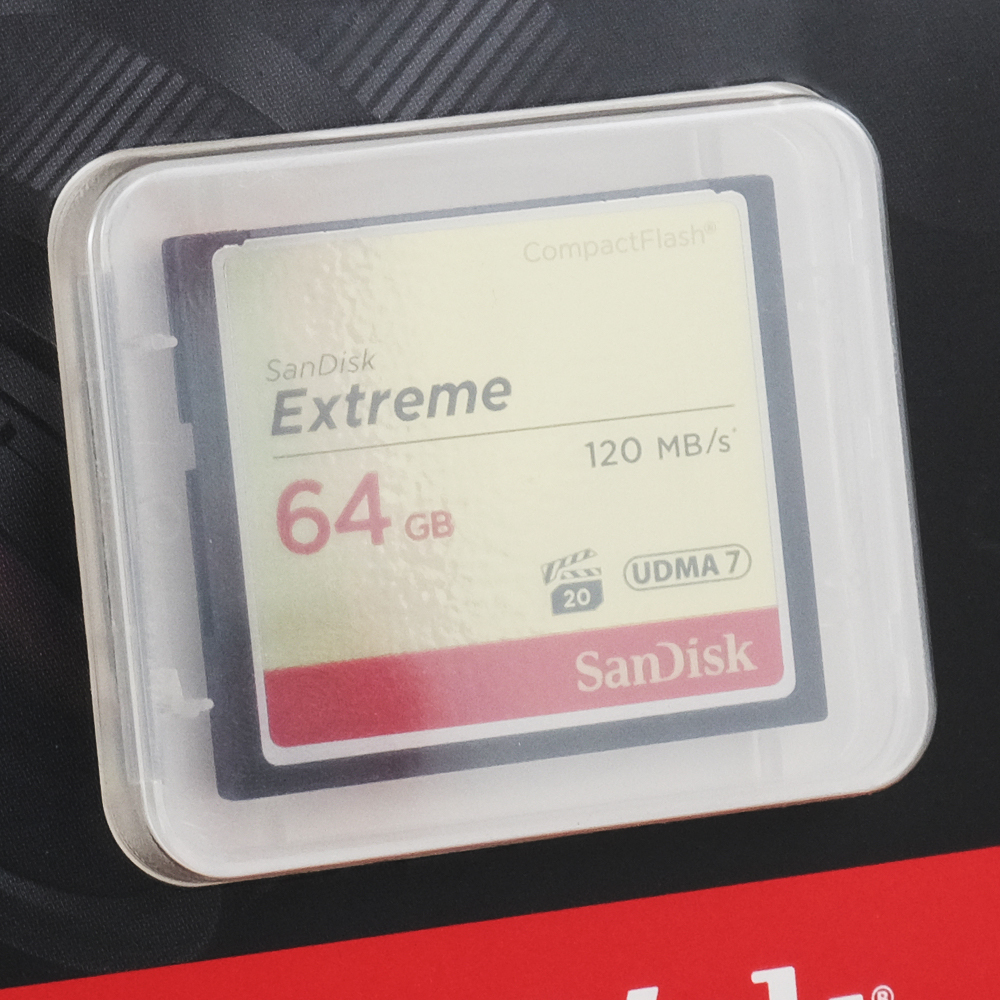 CompactFlash®
SanDisk
Extreme
120 MB/s*
64 GB
20
UDMA 7
SanDisk